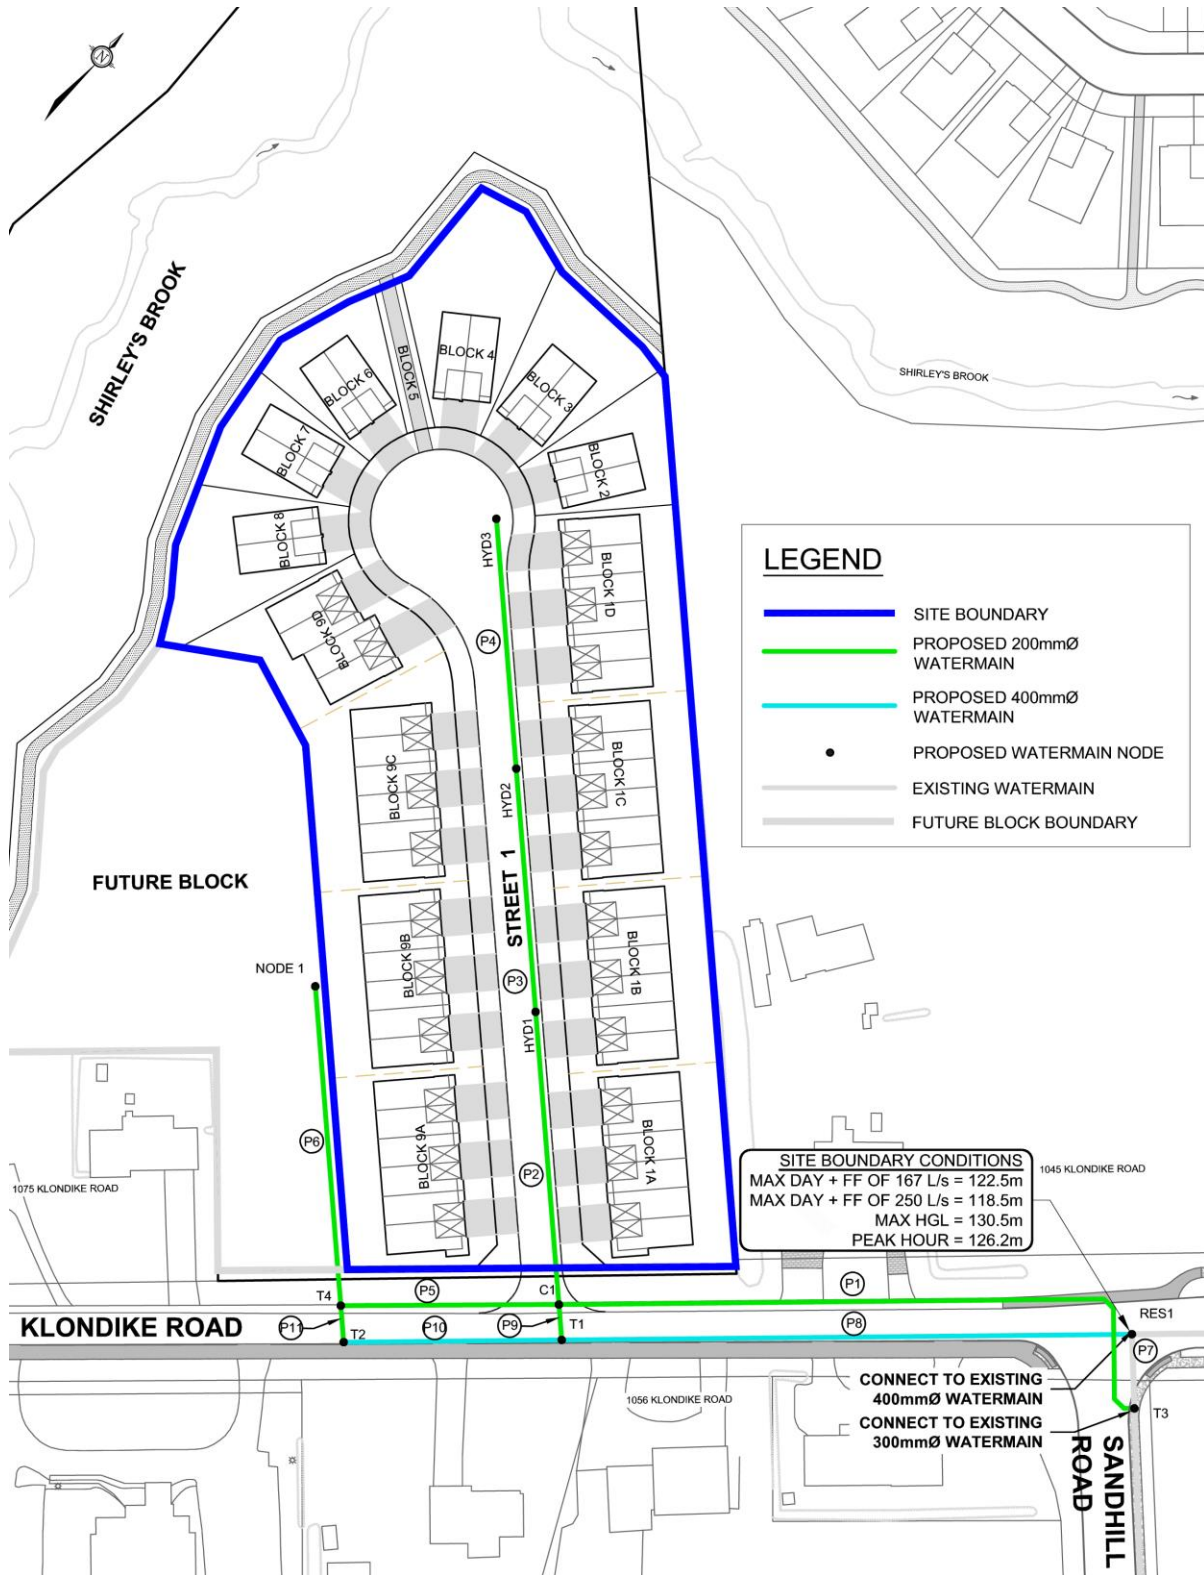 N
SHIRLEY'S BROOK
SHIRLEY'S BROOK
BLOCK 4
BLOCK 5
BLOCK 6
BLOCK 3
BLOCK 7
BLOCK 2
BLOCK 8
BLOCK 9D
BLOCK 1D
HYD3
P4
LEGEND
SITE BOUNDARY
PROPOSED 200mmØ
WATERMAIN
PROPOSED 400mmØ
WATERMAIN
PROPOSED WATERMAIN NODE
EXISTING WATERMAIN
FUTURE BLOCK BOUNDARY
BLOCK 9C
HYD2
BLOCK 1C
FUTURE BLOCK
STREET 1
BLOCK 9B
BLOCK 1B
NODE 1
P3
HYD1
P6
BLOCK 9A
P2
BLOCK 1A
1075 KLONDIKE ROAD
SITE BOUNDARY CONDITIONS
MAX DAY + FF OF 167 L/s = 122.5m
MAX DAY + FF OF 250 L/s = 118.5m
MAX HGL = 130.5m
PEAK HOUR = 126.2m
1045 KLONDIKE ROAD
T4
P5
C1
P1
RES1
KLONDIKE ROAD
P11
T2
P10
P9
T1
P8
P7
CONNECT TO EXISTING
400mmØ WATERMAIN
CONNECT TO EXISTING
300mmØ WATERMAIN
T3
1056 KLONDIKE ROAD
SANDHILL
ROAD